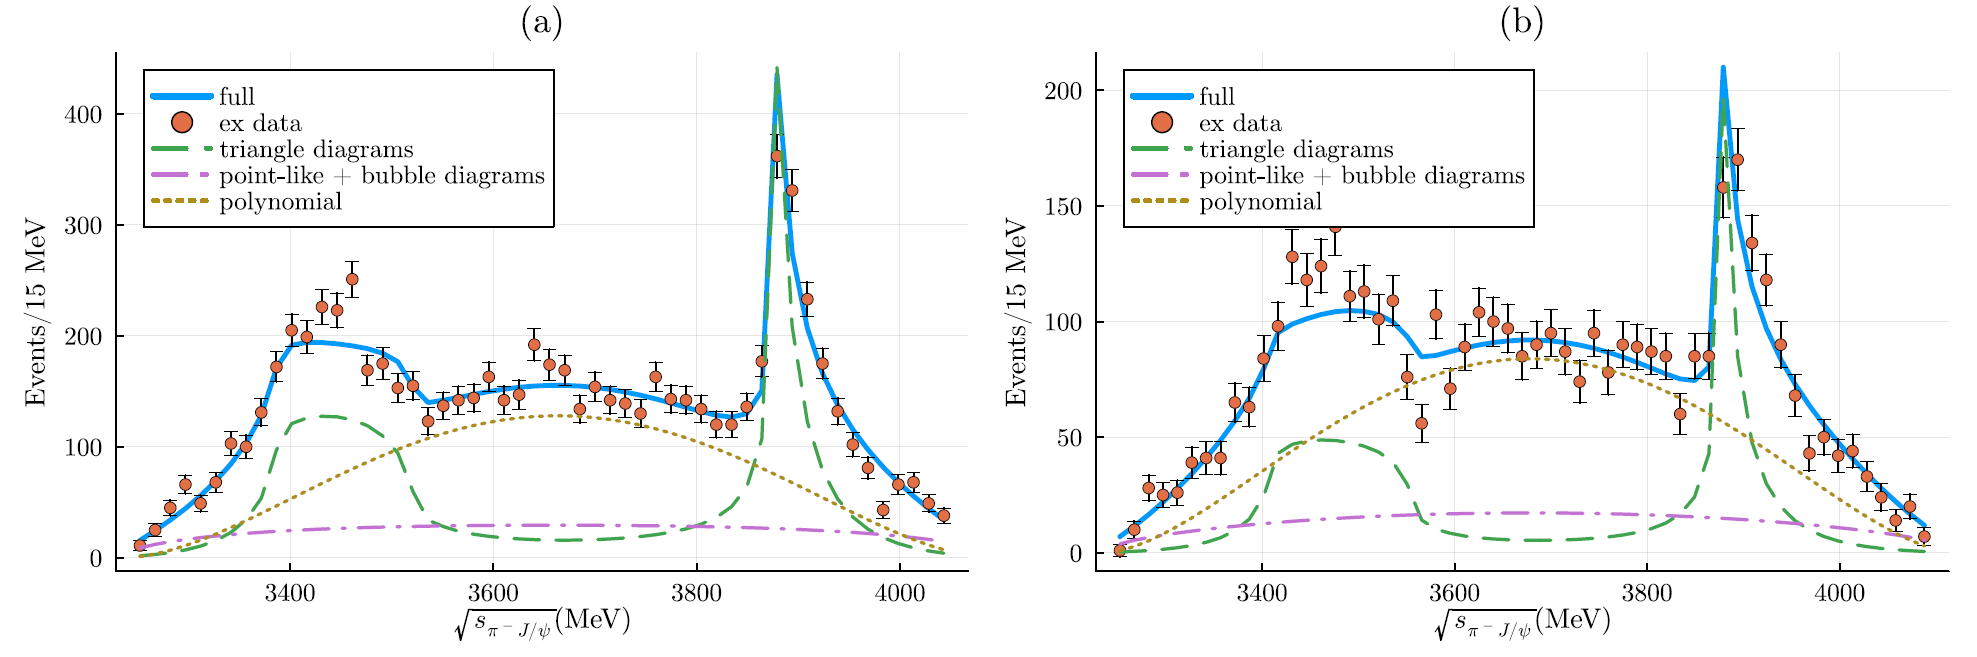 (a)
Events/15 MeV
400
300
200
100
0
full
ex data
triangle diagrams
point-like + bubble diagrams
polynomial
3400 3600 3800 4000
√s_{π⁻J/ψ}(MeV)
(b)
Events/15 MeV
200
150
100
50
0
full
ex data
triangle diagrams
point-like + bubble diagrams
polynomial
3400 3600 3800 4000
√s_{π⁻J/ψ}(MeV)